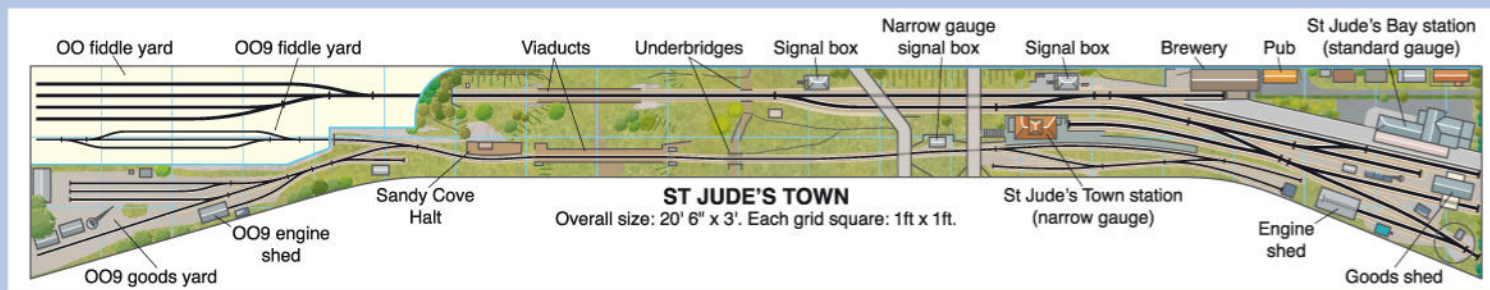 OO fiddle yard
OO9 fiddle yard
Viaducts
Underbridges
Signal box
Narrow gauge
signal box
Signal box
Brewery
Pub
St Jude's Bay station
(standard gauge)
Sandy Cove
Halt
ST JUDE'S TOWN
Overall size: 20' 6" x 3'. Each grid square: 1ft x 1ft.
St Jude's Town station
(narrow gauge)
OO9 engine
shed
OO9 goods yard
Engine
shed
Goods shed